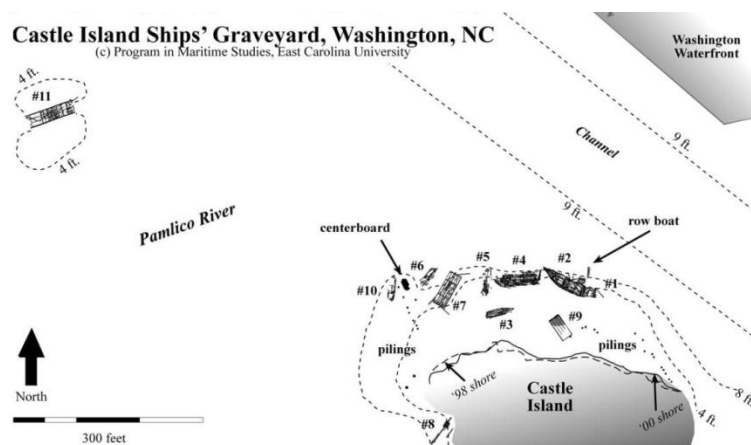 Castle Island Ships' Graveyard, Washington, NC
(c) Program in Maritime Studies, East Carolina University
Washington
Waterfront
4 ft.
#11
4 ft.
Channel
9 ft.
9 ft.
Pamlico River
centerboard
row boat
#6
#5
#4
#2
#10
#7
#1
#3
#9
pilings
pilings
North
'98 shore
Castle
Island
'00 shore
8 ft.
4 ft.
#8
300 feet